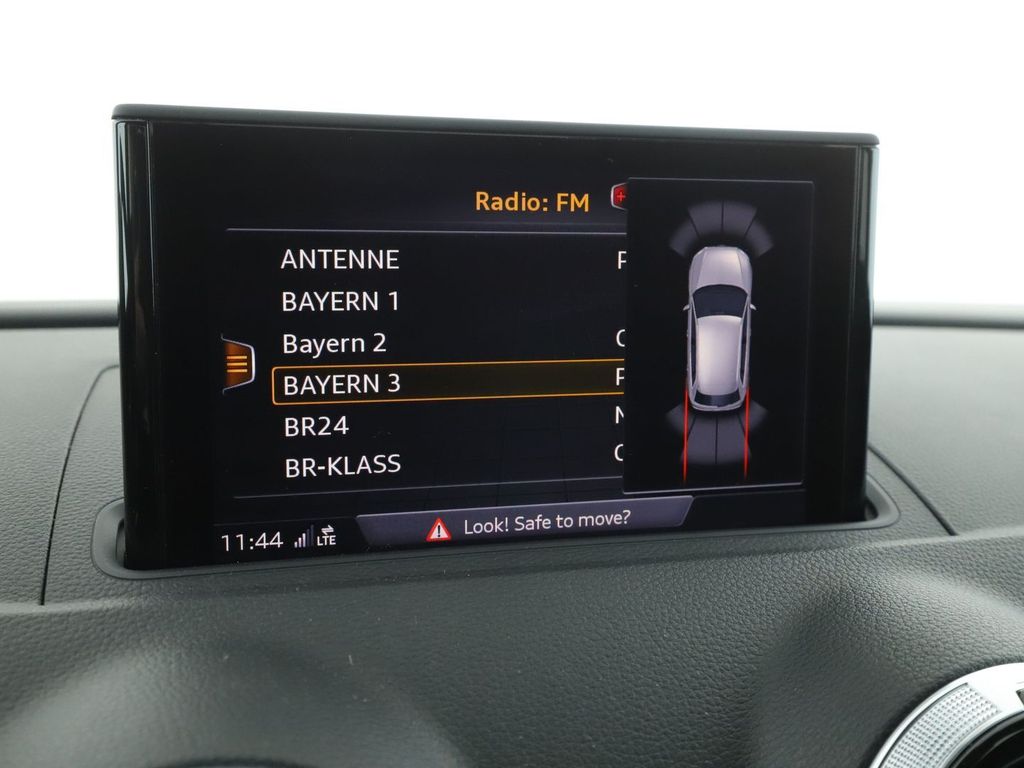 Radio: FM
ANTENNE P
BAYERN 1
Bayern 2
BAYERN 3 P
BR24 N
BR-KLASS
Look! Safe to move?
11:44 LTE